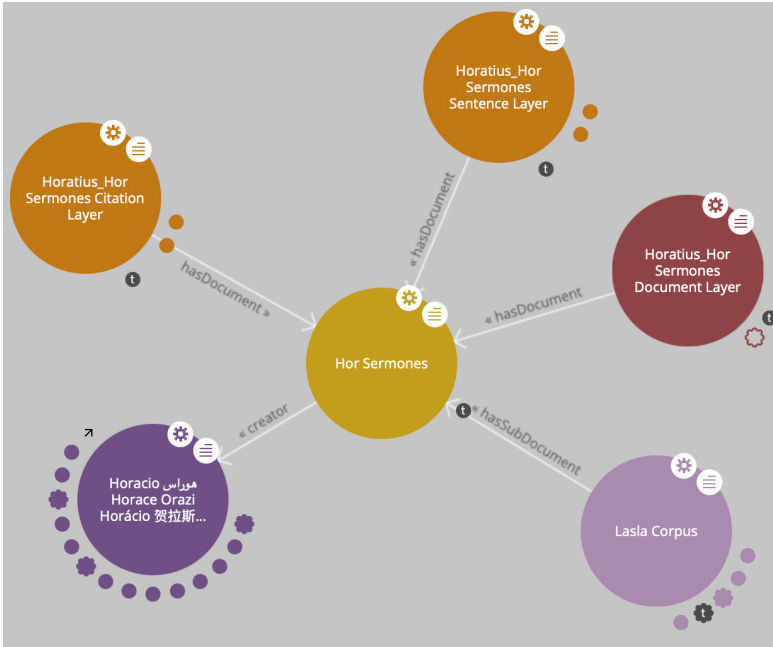 Horatius_Hor
Sermones
Sentence Layer
t
Horatius_Hor
Sermones Citation
Layer
t
« hasDocument
hasDocument »
Horatius_Hor
Sermones
Document Layer
t
« hasDocument
Hor Sermones
« creator
t
« hasSubDocument
Horacio هوراس
Horace Orazi
Horácio 贺拉斯...
Lasla Corpus
t